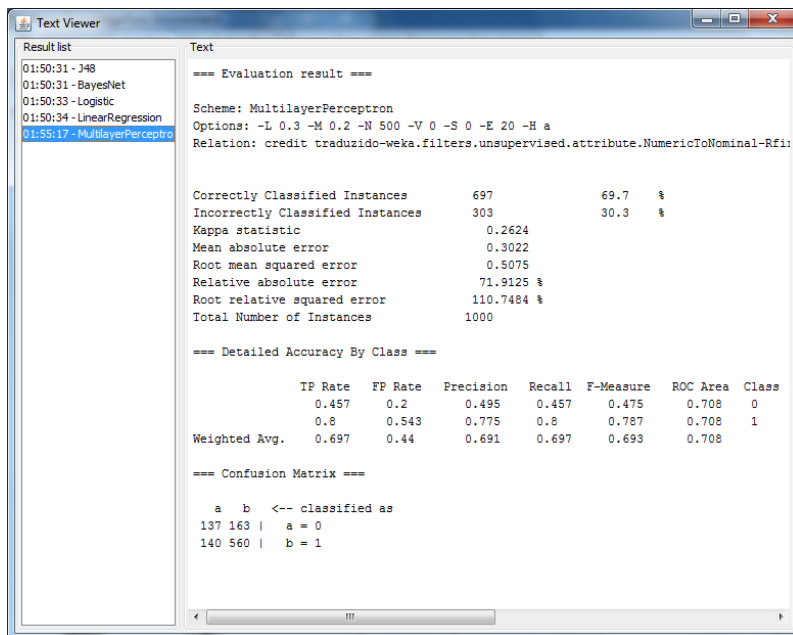 Text Viewer
Result list
01:50:31 - J48
01:50:31 - BayesNet
01:50:33 - Logistic
01:50:34 - LinearRegression
01:55:17 - MultilayerPerceptro
Text
=== Evaluation result ===
Scheme: MultilayerPerceptron
Options: -L 0.3 -M 0.2 -N 500 -V 0 -S 0 -E 20 -H a
Relation: credit traduzido-weka.filters.unsupervised.attribute.NumericToNominal-Rfi
Correctly Classified Instances 697 69.7 %
Incorrectly Classified Instances 303 30.3 %
Kappa statistic 0.2624
Mean absolute error 0.3022
Root mean squared error 0.5075
Relative absolute error 71.9125 %
Root relative squared error 110.7484 %
Total Number of Instances 1000
=== Detailed Accuracy By Class ===
TP Rate FP Rate Precision Recall F-Measure ROC Area Class
0.457 0.2 0.495 0.457 0.475 0.708 0
0.8 0.543 0.775 0.8 0.787 0.708 1
Weighted Avg. 0.697 0.44 0.691 0.697 0.693 0.708
=== Confusion Matrix ===
a b <-- classified as
137 163 | a = 0
140 560 | b = 1